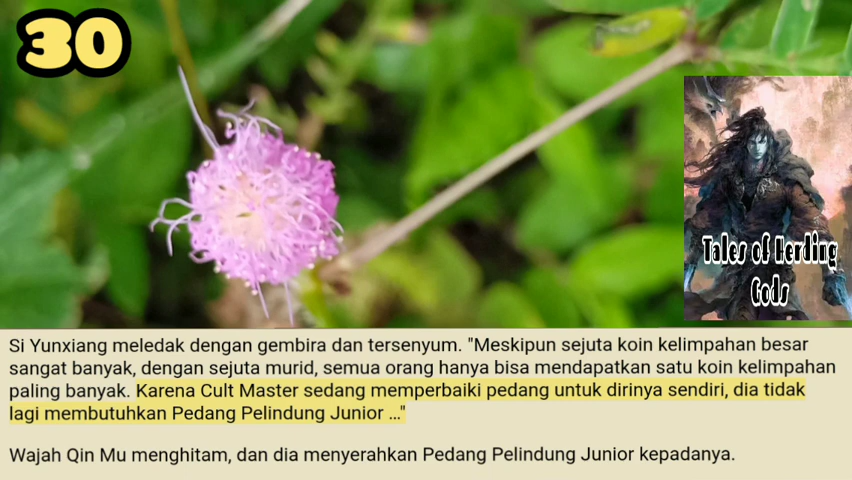 30
Tales of Herding
Gods
Si Yunxiang meledak dengan gembira dan tersenyum. "Meskipun sejuta koin kelimpahan besar
sangat banyak, dengan sejuta murid, semua orang hanya bisa mendapatkan satu koin kelimpahan
paling banyak. Karena Cult Master sedang memperbaiki pedang untuk dirinya sendiri, dia tidak
lagi membutuhkan Pedang Pelindung Junior ..."
Wajah Qin Mu menghitam, dan dia menyerahkan Pedang Pelindung Junior kepadanya.